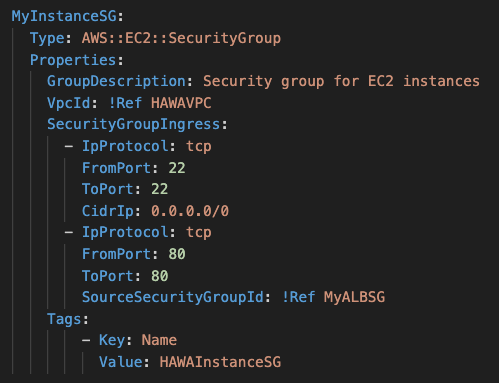 MyInstanceSG:
  Type: AWS::EC2::SecurityGroup
  Properties:
    GroupDescription: Security group for EC2 instances
    VpcId: !Ref HAWAVPC
    SecurityGroupIngress:
      - IpProtocol: tcp
        FromPort: 22
        ToPort: 22
        CidrIp: 0.0.0.0/0
      - IpProtocol: tcp
        FromPort: 80
        ToPort: 80
        SourceSecurityGroupId: !Ref MyALBSG
    Tags:
        - Key: Name
          Value: HAWAInstanceSG